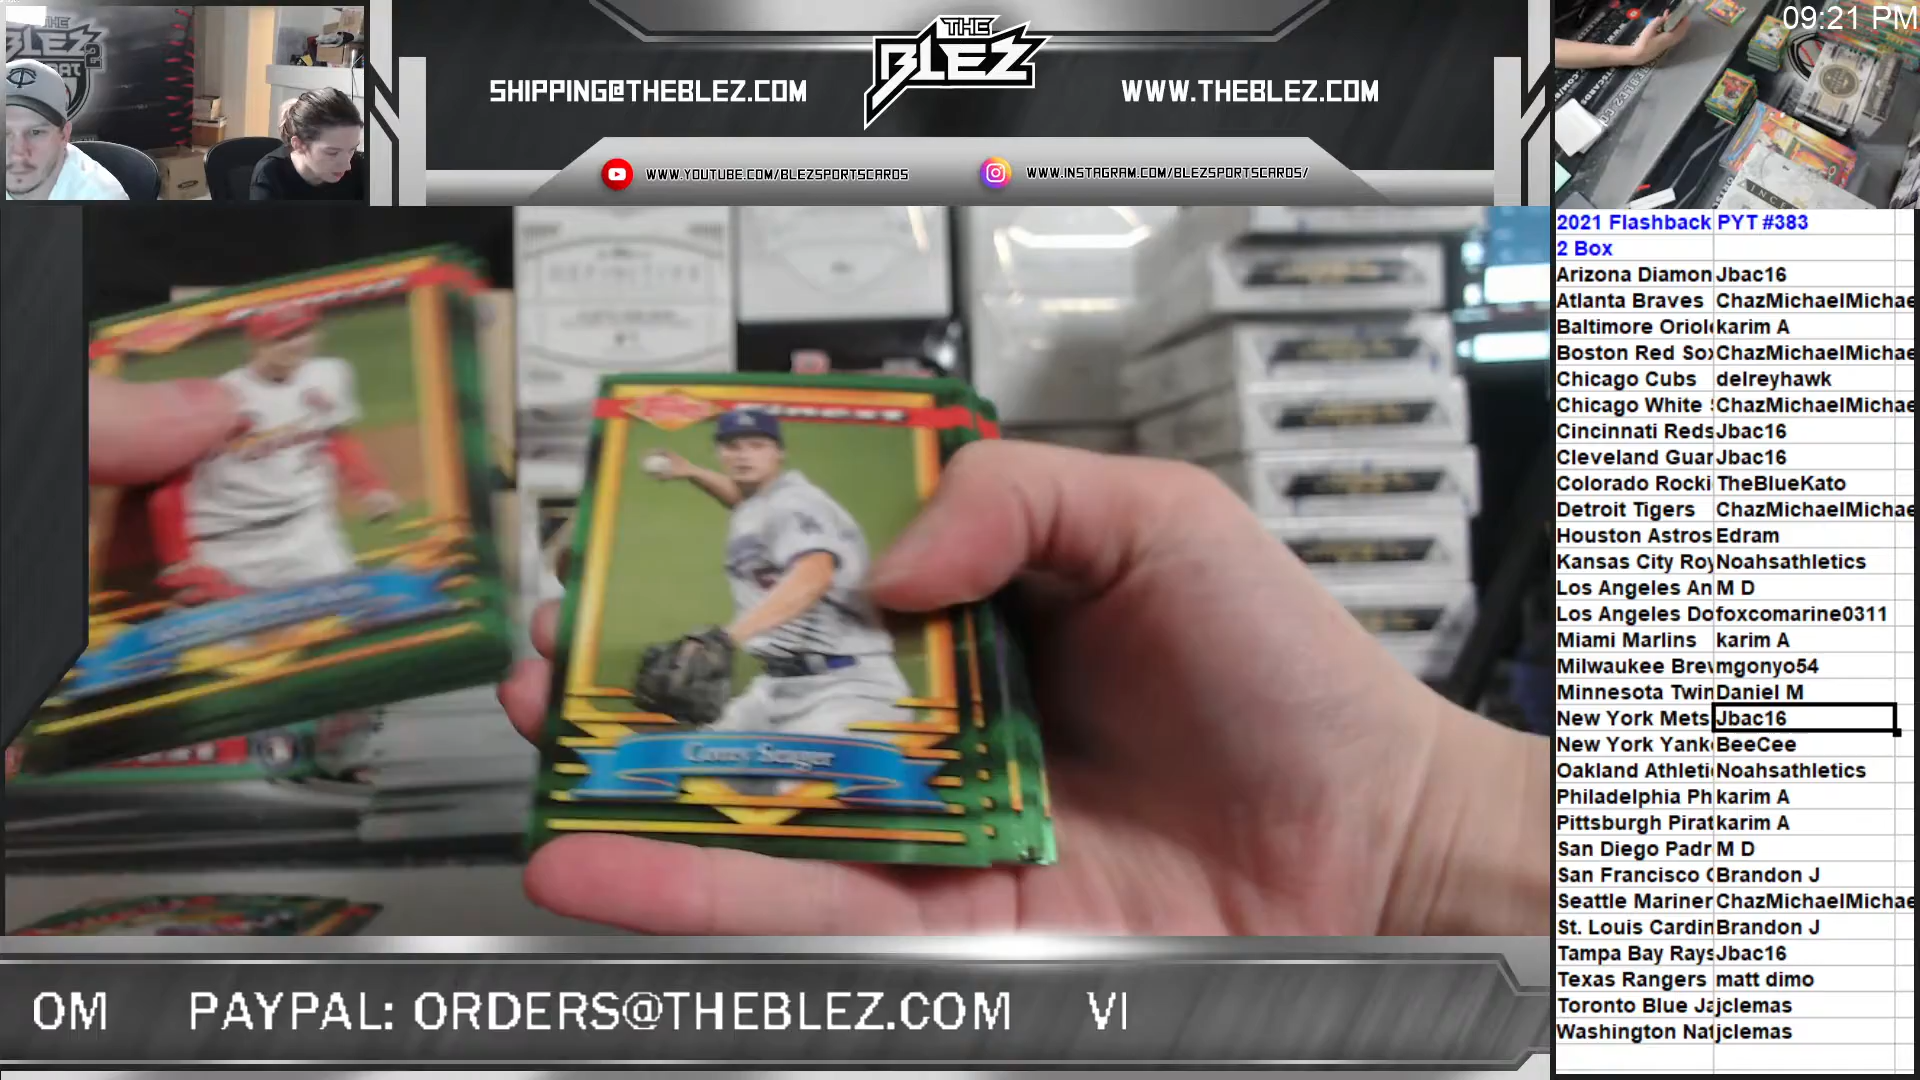 09:21 PM
THE
BLEZ
SHIPPING@THEBLEZ.COM
WWW.THEBLEZ.COM
WWW.YOUTUBE.COM/BLEZSPORTSCARDS
WWW.INSTAGRAM.COM/BLEZSPORTSCARDS/
2021 Flashback PYT #383
2 Box
Arizona Diamon Jbac16
Atlanta Braves ChazMichaelMichae
Baltimore Oriol karim A
Boston Red Sox ChazMichaelMichae
Chicago Cubs delreyhawk
Chicago White ChazMichaelMichae
Cincinnati Reds Jbac16
Cleveland Guar Jbac16
Colorado Rocki TheBlueKato
Detroit Tigers ChazMichaelMichae
Houston Astros Edram
Kansas City Roy Noahsathletics
Los Angeles An M D
Los Angeles Do foxcomarine0311
Miami Marlins karim A
Milwaukee Brew mgonyo54
Minnesota Twin Daniel M
New York Mets Jbac16
New York Yank BeeCee
Oakland Athleti Noahsathletics
Philadelphia Ph karim A
Pittsburgh Pirat karim A
San Diego Padr M D
San Francisco Brandon J
Seattle Mariner ChazMichaelMichae
St. Louis Cardin Brandon J
Tampa Bay Rays Jbac16
Texas Rangers matt dimo
Toronto Blue Ja jclemas
Washington Nat jclemas
Finest
Corey Seager
OM PAYPAL: ORDERS@THEBLEZ.COM VI